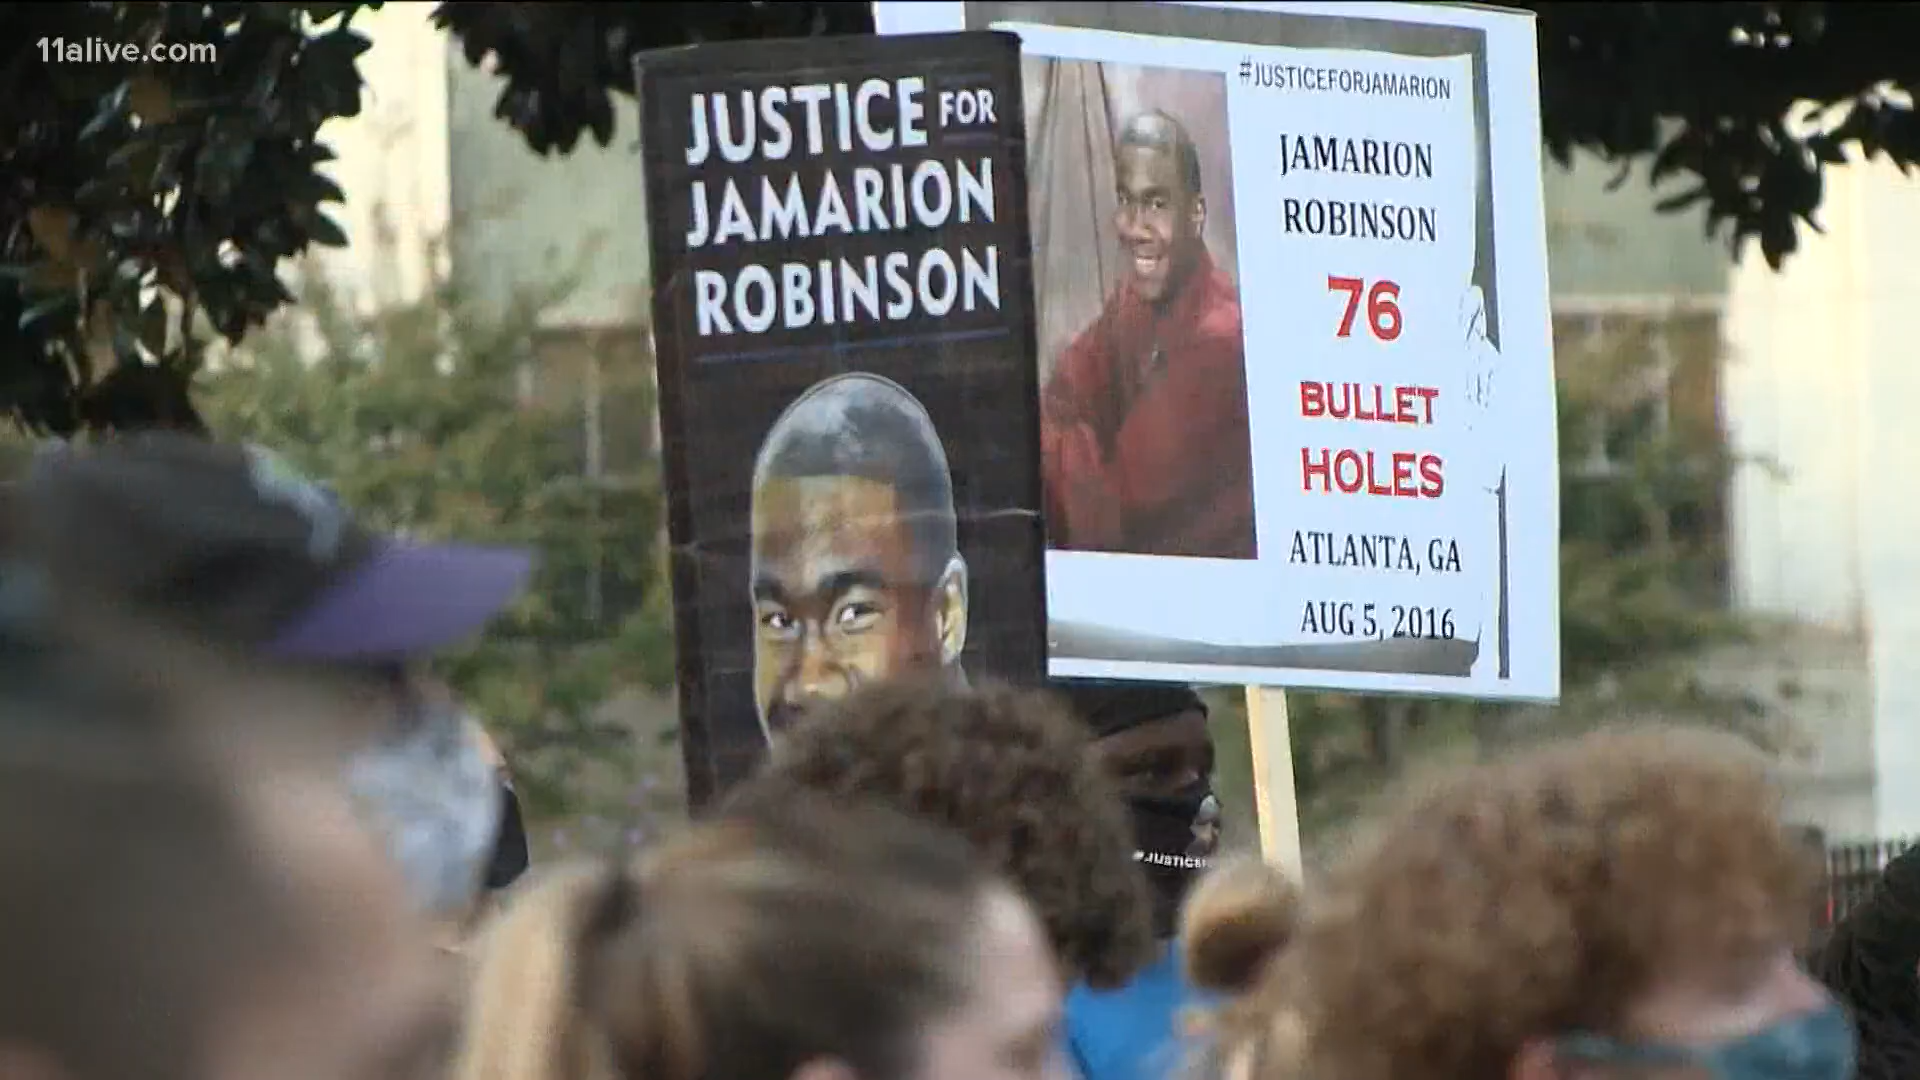 11alive.com
JUSTICE FOR
JAMARION
ROBINSON
#JUSTICEFORJAMARION
JAMARION
ROBINSON
76
BULLET
HOLES
ATLANTA, GA
AUG 5, 2016